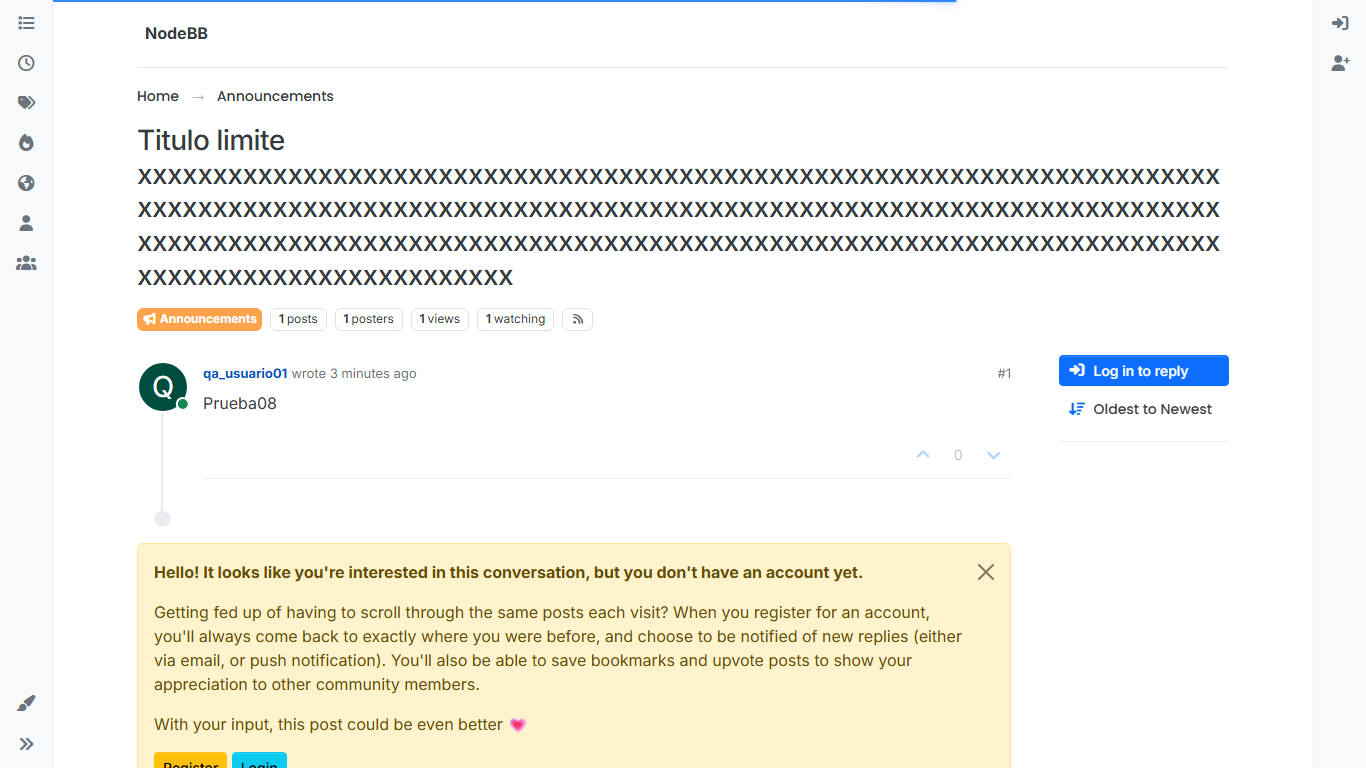 NodeBB
Home → Announcements
Titulo limite
xxxxxxxxxxxxxxxxxxxxxxxxxxxxxxxxxxxxxxxxxxxxxxxxxxxxxxxxxxxxxxxxxxxxxxxx
xxxxxxxxxxxxxxxxxxxxxxxxxxxxxxxxxxxxxxxxxxxxxxxxxxxxxxxxxxxxxxxxxxxxxxxx
xxxxxxxxxxxxxxxxxxxxxxxxxxxxxxxxxxxxxxxxxxxxxxxxxxxxxxxxxxxxxxxxxxxxxxxx
xxxxxxxxxxxxxxxxxxxxxxxxx
Announcements 1 posts 1 posters 1 views 1 watching
Q
qa_usuario01 wrote 3 minutes ago #1
Prueba08
0
Log in to reply
Oldest to Newest
Hello! It looks like you're interested in this conversation, but you don't have an account yet.
Getting fed up of having to scroll through the same posts each visit? When you register for an account,
you'll always come back to exactly where you were before, and choose to be notified of new replies (either
via email, or push notification). You'll also be able to save bookmarks and upvote posts to show your
appreciation to other community members.
With your input, this post could be even better 💗
Register Login